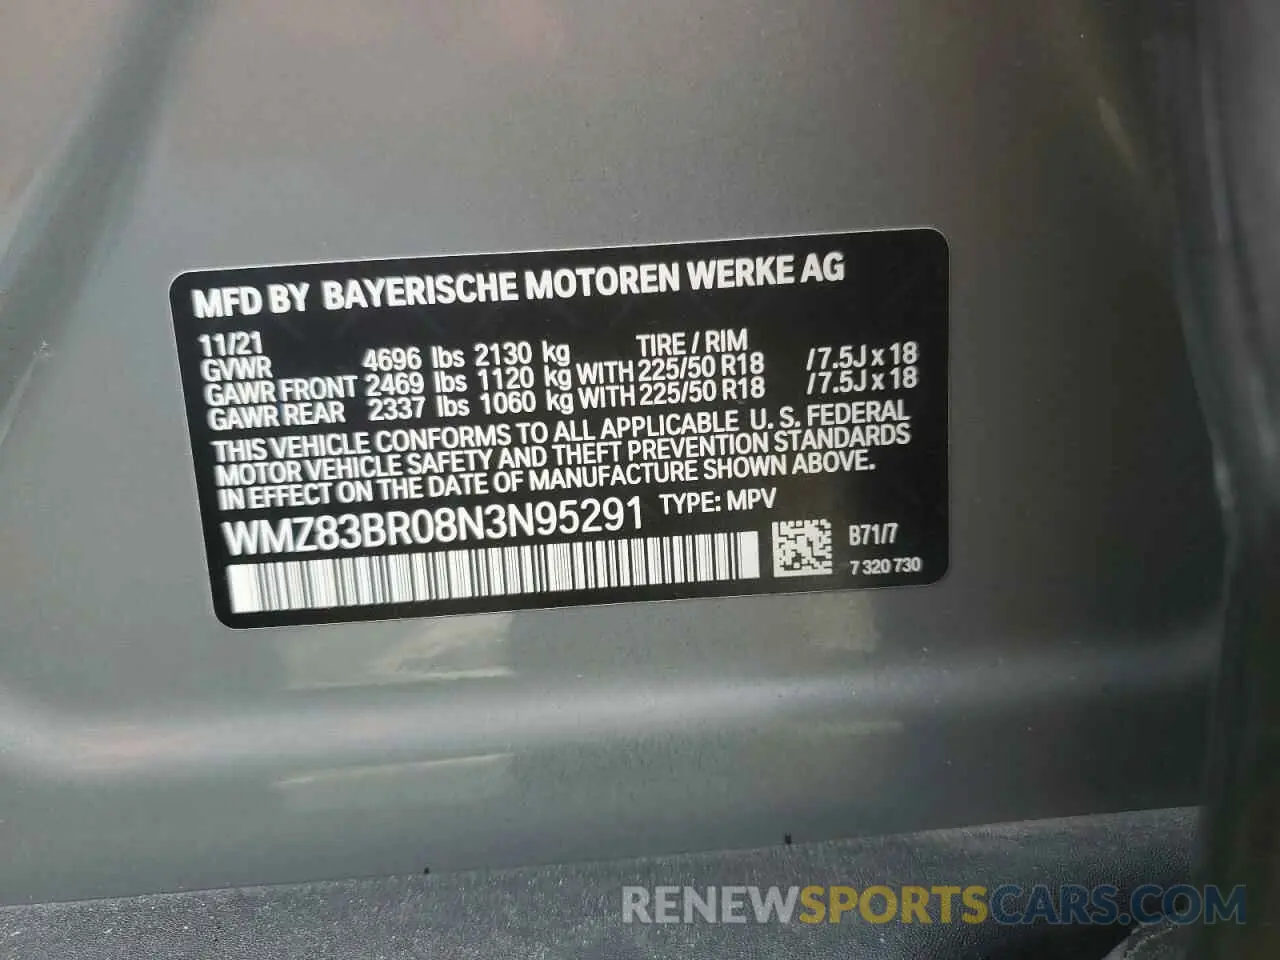 MFD BY BAYERISCHE MOTOREN WERKE AG
11/21 TIRE / RIM
GVWR 4696 lbs 2130 kg
GAWR FRONT 2469 lbs 1120 kg WITH 225/50 R18 /7.5J x 18
GAWR REAR 2337 lbs 1060 kg WITH 225/50 R18 /7.5J x 18
THIS VEHICLE CONFORMS TO ALL APPLICABLE U. S. FEDERAL
MOTOR VEHICLE SAFETY AND THEFT PREVENTION STANDARDS
IN EFFECT ON THE DATE OF MANUFACTURE SHOWN ABOVE.
WMZ83BR08N3N95291 TYPE: MPV
B71/7
7 320 730
RENEWSPORTSCARS.COM